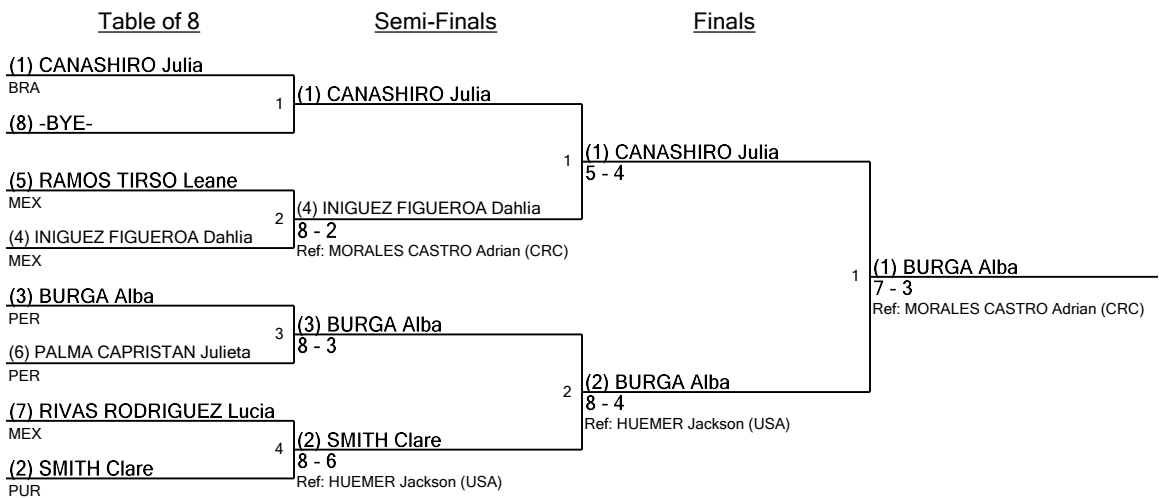 Table of 8
Semi-Finals
Finals
(1) CANASHIRO Julia
BRA
1
(8) -BYE-
(5) RAMOS TIRSO Leane
MEX
2
(4) INIGUEZ FIGUEROA Dahlia
MEX
(3) BURGA Alba
PER
3
(6) PALMA CAPRISTAN Julieta
PER
(7) RIVAS RODRIGUEZ Lucia
MEX
4
(2) SMITH Clare
PUR
(1) CANASHIRO Julia
1
(4) INIGUEZ FIGUEROA Dahlia
8 - 2
Ref: MORALES CASTRO Adrian (CRC)
(3) BURGA Alba
8 - 3
2
(2) SMITH Clare
8 - 6
Ref: HUEMER Jackson (USA)
(1) CANASHIRO Julia
5 - 4
1
(2) BURGA Alba
8 - 4
Ref: HUEMER Jackson (USA)
(1) BURGA Alba
7 - 3
Ref: MORALES CASTRO Adrian (CRC)